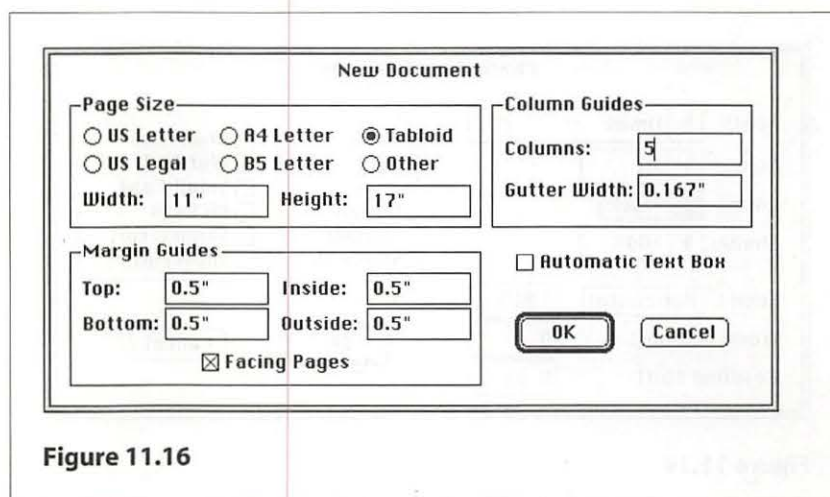 New Document
Page Size
US Letter A4 Letter Tabloid
US Legal B5 Letter Other
Width: 11" Height: 17"
Column Guides
Columns: 5
Gutter Width: 0.167"
Margin Guides
Top: 0.5" Inside: 0.5"
Bottom: 0.5" Outside: 0.5"
Facing Pages
Automatic Text Box
OK Cancel
Figure 11.16